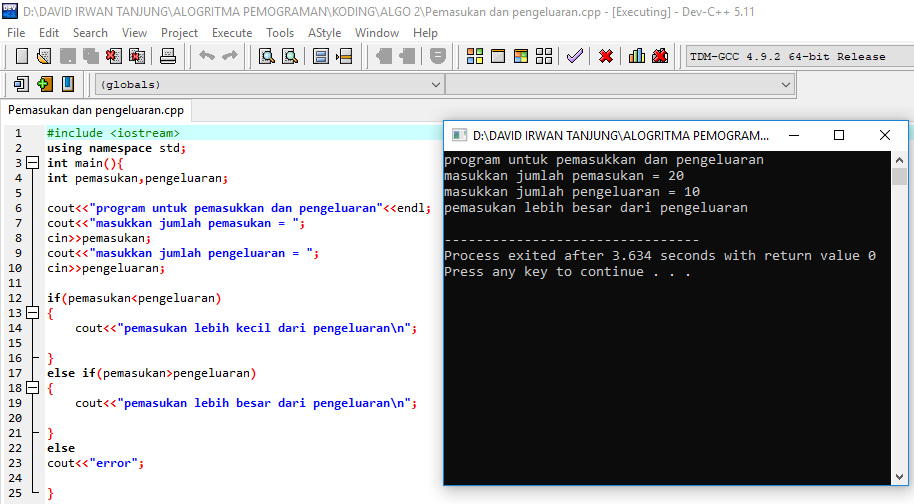 D:\DAVID IRWAN TANJUNG\ALOGRITMA PEMOGRAMAN\KODING\ALGO 2\Pemasukan dan pengeluaran.cpp - [Executing] - Dev-C++ 5.11
File Edit Search View Project Execute Tools AStyle Window Help
TDM-GCC 4.9.2 64-bit Release
(globals)
Pemasukan dan pengeluaran.cpp
1 #include <iostream>
2 using namespace std;
3 int main(){
4 int pemasukan,pengeluaran;
5
6 cout<<"program untuk pemasukkan dan pengeluaran"<<endl;
7 cout<<"masukkan jumlah pemasukan = ";
8 cin>>pemasukan;
9 cout<<"masukkan jumlah pengeluaran = ";
10 cin>>pengeluaran;
11
12 if(pemasukan<pengeluaran)
13 {
14 cout<<"pemasukan lebih kecil dari pengeluaran\n";
15
16 }
17 else if(pemasukan>pengeluaran)
18 {
19 cout<<"pemasukan lebih besar dari pengeluaran\n";
20
21 }
22 else
23 cout<<"error";
24
25 }
D:\DAVID IRWAN TANJUNG\ALOGRITMA PEMOGRAM...
program untuk pemasukkan dan pengeluaran
masukkan jumlah pemasukan = 20
masukkan jumlah pengeluaran = 10
pemasukan lebih besar dari pengeluaran
--------------------------------
Process exited after 3.634 seconds with return value 0
Press any key to continue . . .